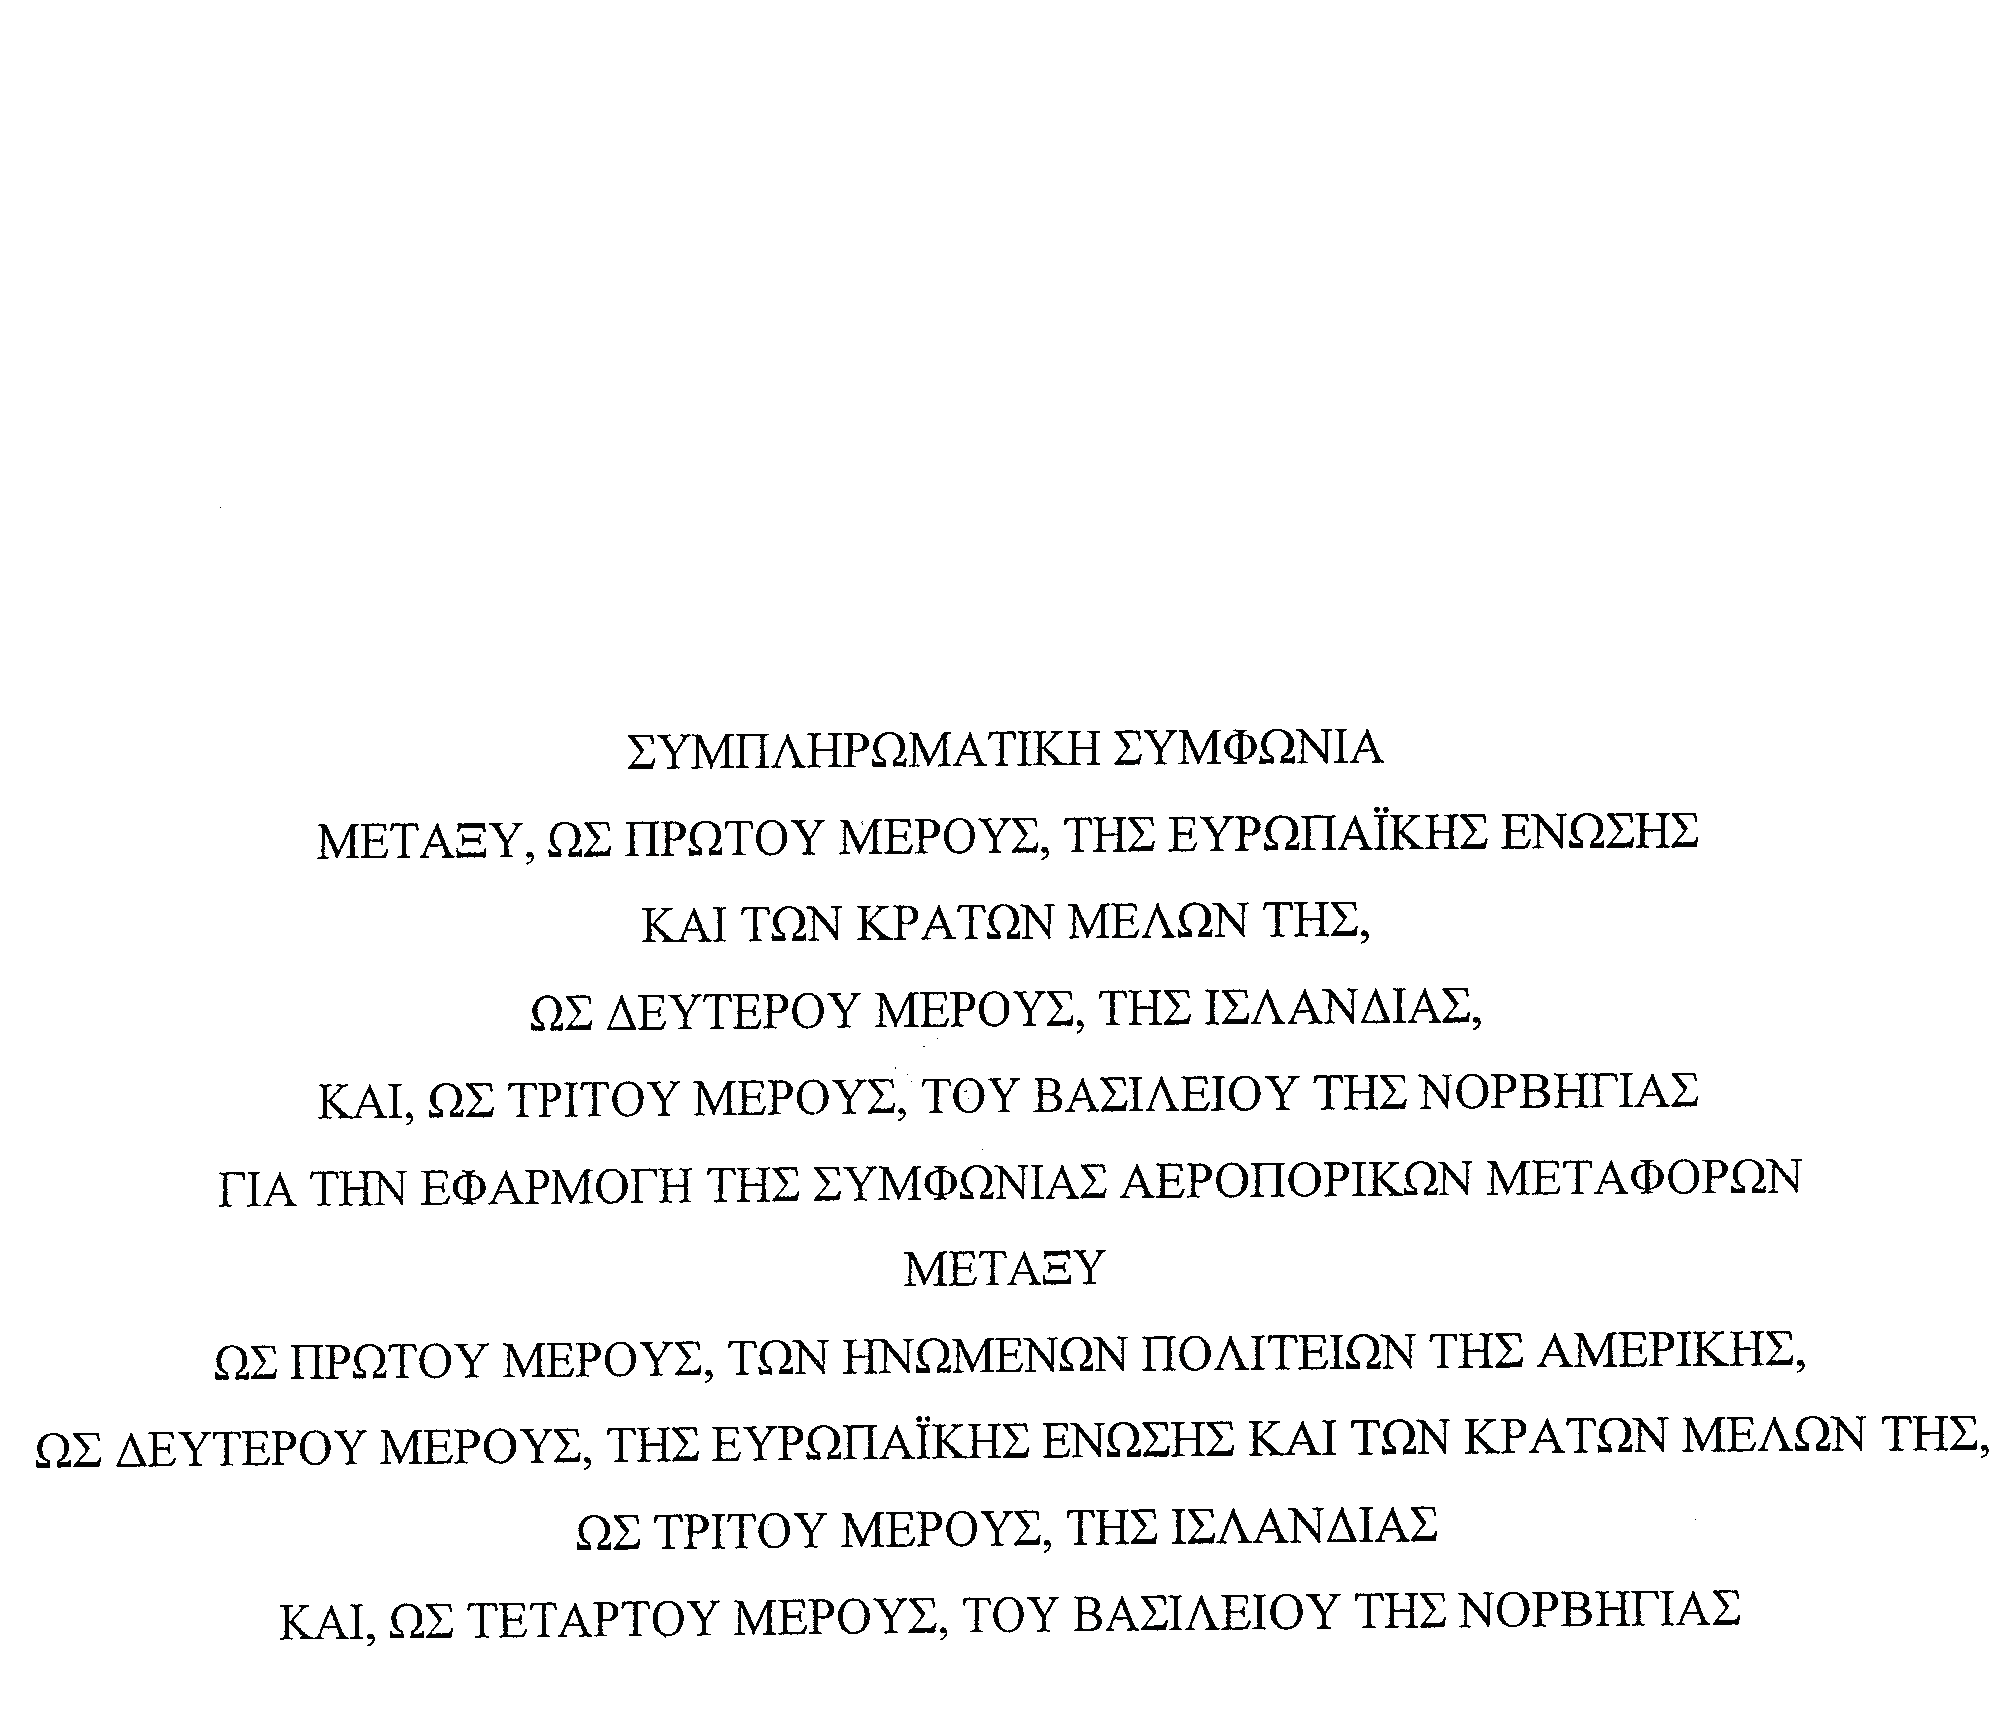 ΣΥΜΠΛΗΡΩΜΑΤΙΚΗ ΣΥΜΦΩΝΙΑ
ΜΕΤΑΞΥ, ΩΣ ΠΡΩΤΟΥ ΜΕΡΟΥΣ, ΤΗΣ ΕΥΡΩΠΑΪΚΗΣ ΕΝΩΣΗΣ
ΚΑΙ ΤΩΝ ΚΡΑΤΩΝ ΜΕΛΩΝ ΤΗΣ,
ΩΣ ΔΕΥΤΕΡΟΥ ΜΕΡΟΥΣ, ΤΗΣ ΙΣΛΑΝΔΙΑΣ,
ΚΑΙ, ΩΣ ΤΡΙΤΟΥ ΜΕΡΟΥΣ, ΤΟΥ ΒΑΣΙΛΕΙΟΥ ΤΗΣ ΝΟΡΒΗΓΙΑΣ
ΓΙΑ ΤΗΝ ΕΦΑΡΜΟΓΗ ΤΗΣ ΣΥΜΦΩΝΙΑΣ ΑΕΡΟΠΟΡΙΚΩΝ ΜΕΤΑΦΟΡΩΝ
ΜΕΤΑΞΥ
ΩΣ ΠΡΩΤΟΥ ΜΕΡΟΥΣ, ΤΩΝ ΗΝΩΜΕΝΩΝ ΠΟΛΙΤΕΙΩΝ ΤΗΣ ΑΜΕΡΙΚΗΣ,
ΩΣ ΔΕΥΤΕΡΟΥ ΜΕΡΟΥΣ, ΤΗΣ ΕΥΡΩΠΑΪΚΗΣ ΕΝΩΣΗΣ ΚΑΙ ΤΩΝ ΚΡΑΤΩΝ ΜΕΛΩΝ ΤΗΣ,
ΩΣ ΤΡΙΤΟΥ ΜΕΡΟΥΣ, ΤΗΣ ΙΣΛΑΝΔΙΑΣ
ΚΑΙ, ΩΣ ΤΕΤΑΡΤΟΥ ΜΕΡΟΥΣ, ΤΟΥ ΒΑΣΙΛΕΙΟΥ ΤΗΣ ΝΟΡΒΗΓΙΑΣ